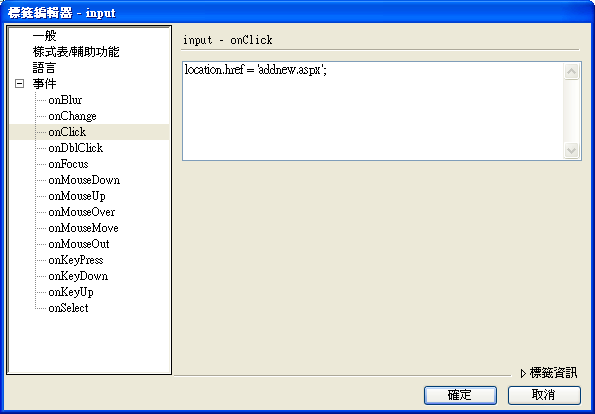 標籤編輯器 - input
一般
樣式表/輔助功能
語言
事件
onBlur
onChange
onClick
onDblClick
onFocus
onMouseDown
onMouseUp
onMouseOver
onMouseMove
onMouseOut
onKeyPress
onKeyDown
onKeyUp
onSelect
input - onClick
location.href = 'addnew.aspx';
標籤資訊
確定
取消